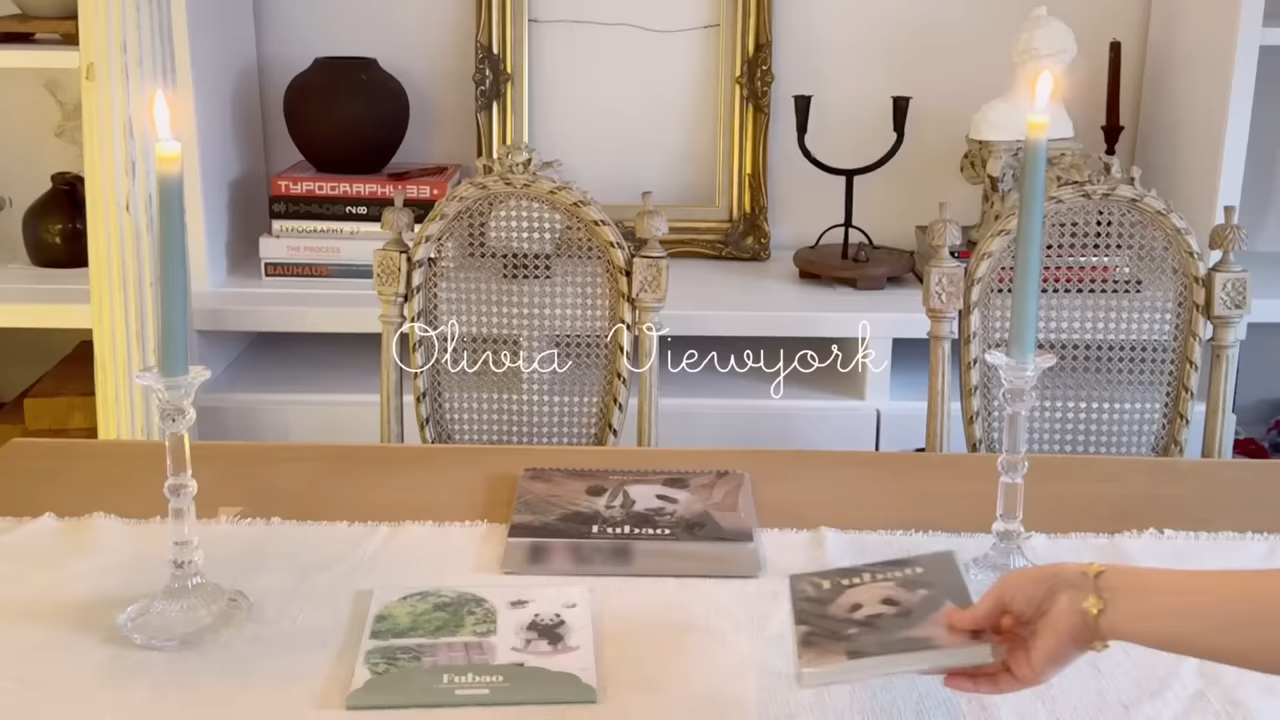 TYPOGRAPHY 33
TYPOGRAPHY 27
THE PROCESS
BAUHAUS
Olivia Viewyork
Fubao
Fubao
Fubao